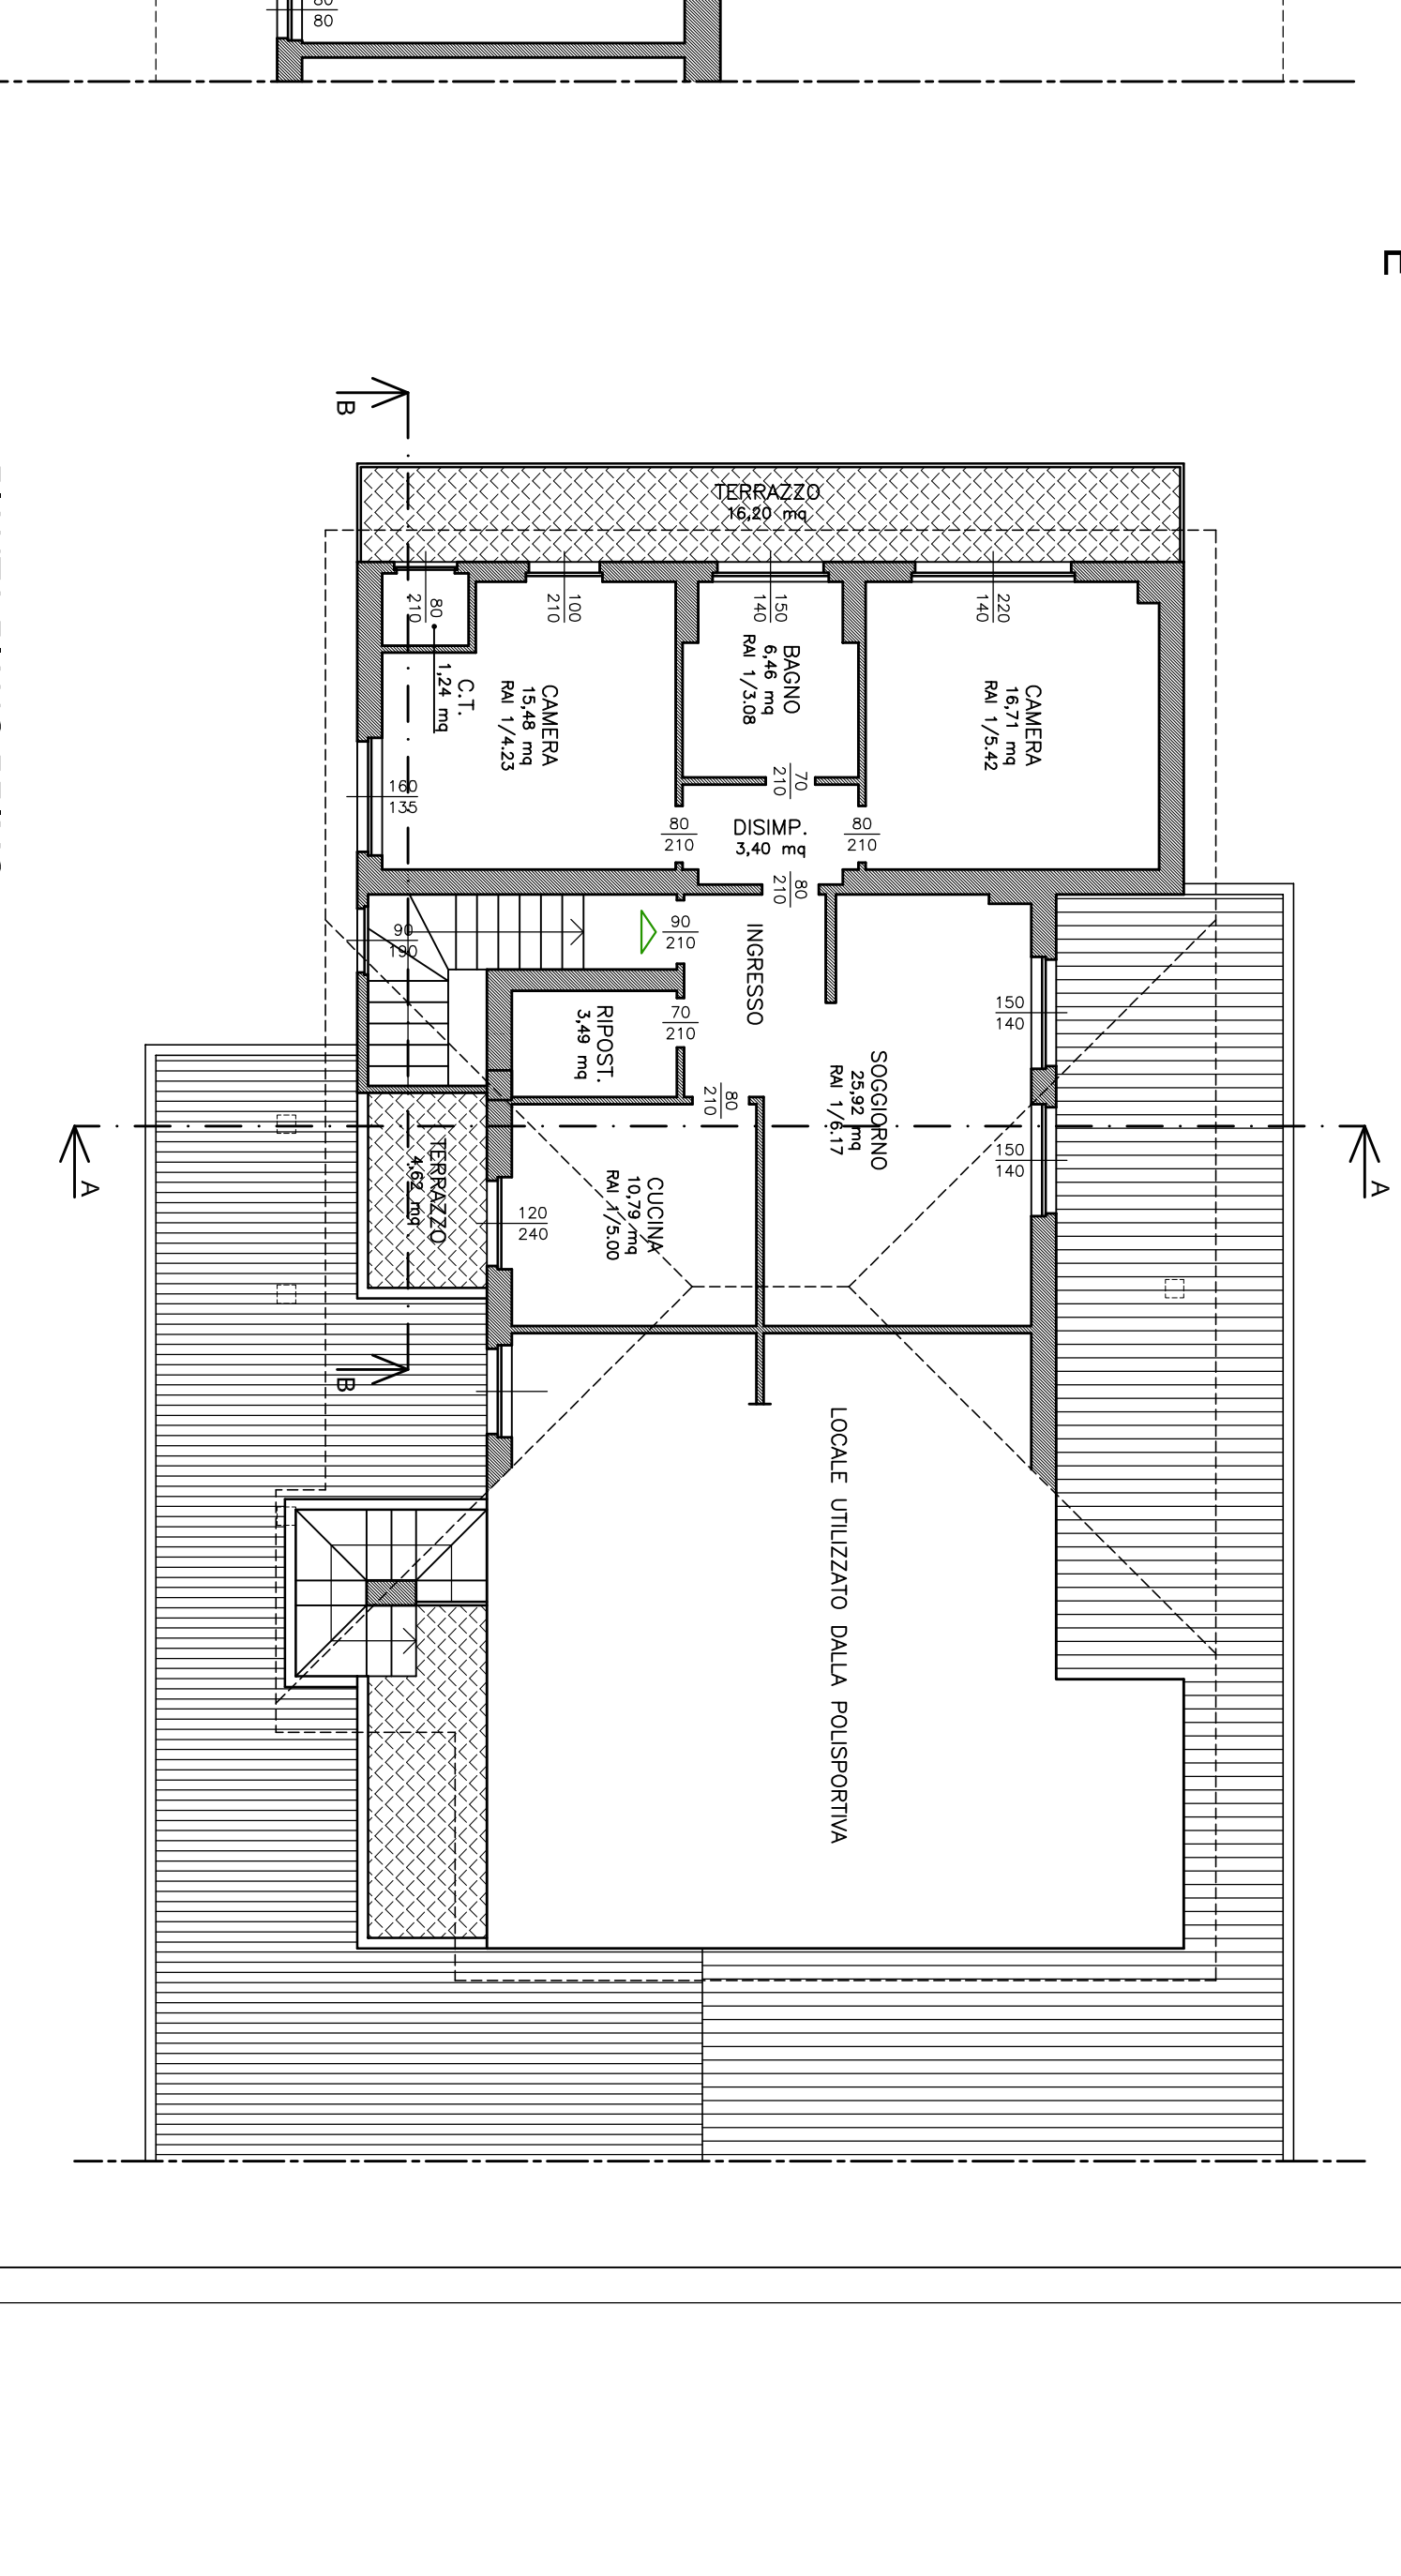 80
80
B
TERRAZZO
16,20 mq
80
210
100
210
150
140
220
140
C.T.
1,24 mq
CAMERA
15,48 mq
RAI 1/4.23
BAGNO
6,46 mq
RAI 1/3.08
CAMERA
16,71 mq
RAI 1/5.42
160
135
70
210
80
210
DISIMP.
3,40 mq
80
210
80
210
90
190
90
210
INGRESSO
RIPOST.
3,49 mq
70
210
150
140
SOGGIORNO
25,92 mq
RAI 1/6.17
80
210
A
A
150
140
TERRAZZO
4,62 mq
CUCINA
10,79 mq
RAI 1/5.00
120
240
B
LOCALE UTILIZZATO DALLA POLISPORTIVA